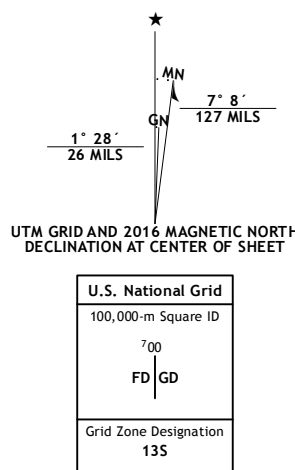 ★
MN
GN
7° 8´
127 MILS
1° 28´
26 MILS
UTM GRID AND 2016 MAGNETIC NORTH
DECLINATION AT CENTER OF SHEET
U.S. National Grid
100,000-m Square ID
⁷00
FD GD
Grid Zone Designation
13S